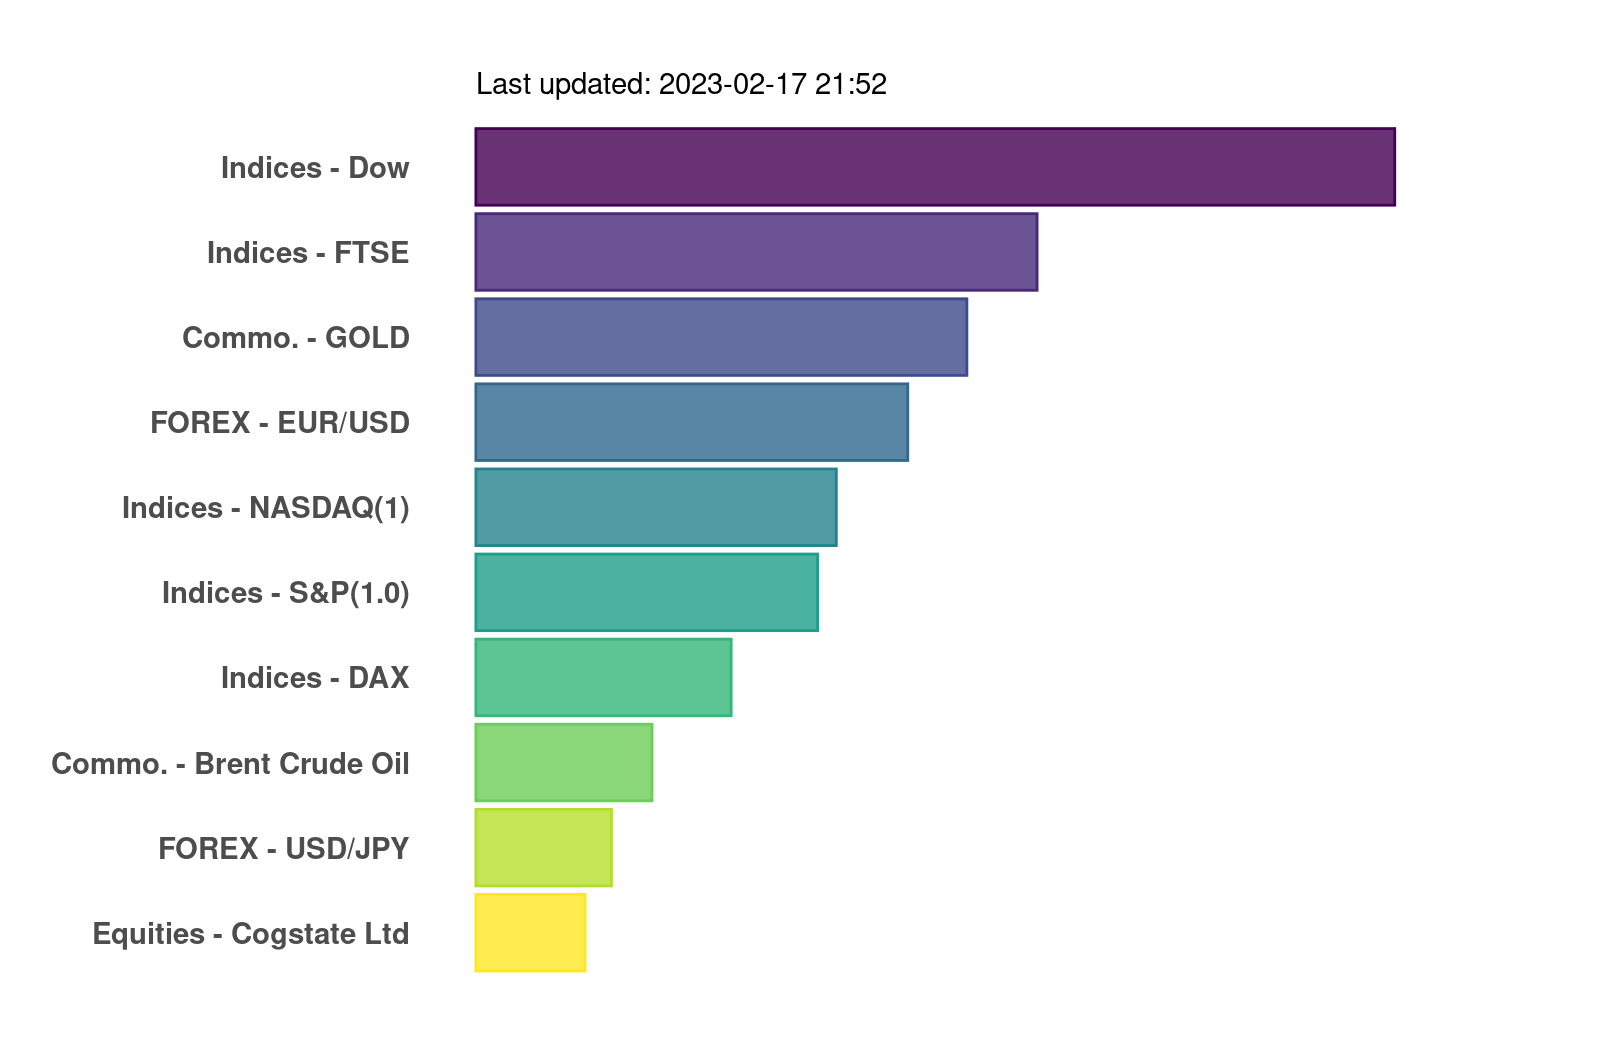 Last updated: 2023-02-17 21:52
Indices - Dow
Indices - FTSE
Commo. - GOLD
FOREX - EUR/USD
Indices - NASDAQ(1)
Indices - S&P(1.0)
Indices - DAX
Commo. - Brent Crude Oil
FOREX - USD/JPY
Equities - Cogstate Ltd